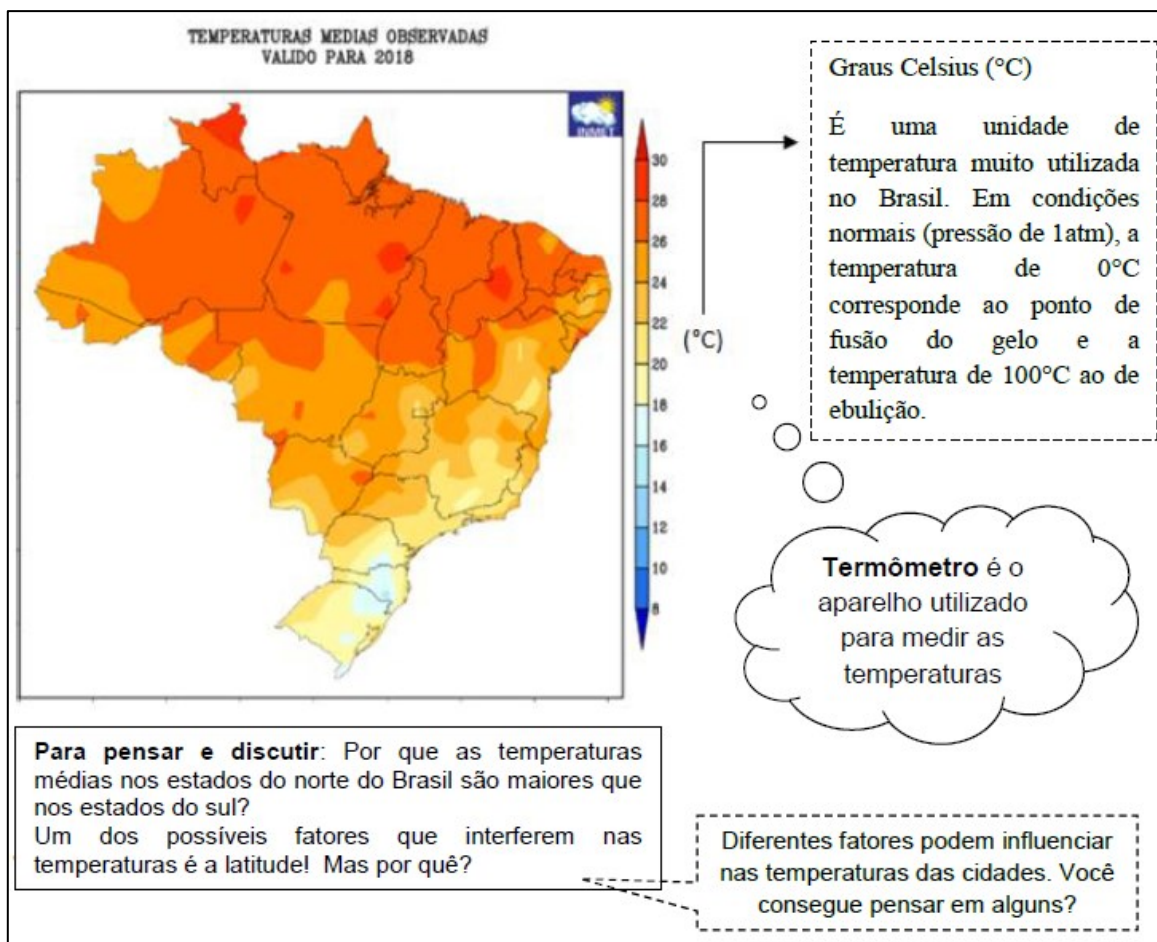 TEMPERATURAS MEDIAS OBSERVADAS
VALIDO PARA 2018
INMET
30
28
26
24
22
20
18
16
14
12
10
8
(°C)
Graus Celsius (°C)
É uma unidade de
temperatura muito utilizada
no Brasil. Em condições
normais (pressão de 1atm), a
temperatura de 0°C
corresponde ao ponto de
fusão do gelo e a
temperatura de 100°C ao de
ebulição.
Termômetro é o
aparelho utilizado
para medir as
temperaturas
Para pensar e discutir: Por que as temperaturas
médias nos estados do norte do Brasil são maiores que
nos estados do sul?
Um dos possíveis fatores que interferem nas
temperaturas é a latitude! Mas por quê?
Diferentes fatores podem influenciar
nas temperaturas das cidades. Você
consegue pensar em alguns?